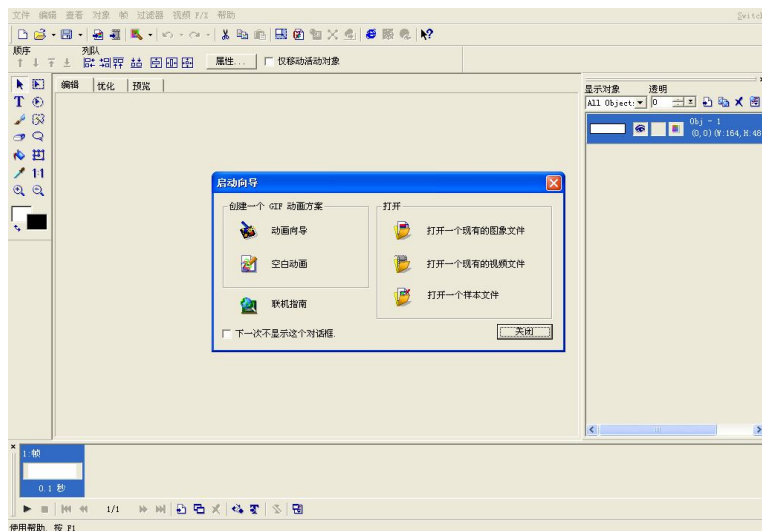 文件 编辑 查看 对象 帧 过滤器 视频 F/X 帮助
Switch
顺序 列队
属性... 仅移动活动对象
编辑 优化 预览
显示对象 透明
All Object: 0
Obj - 1
(0,0)(W:164, H:48
启动向导
创建一个 GIF 动画方案
动画向导
空白动画
联机指南
打开
打开一个现有的图象文件
打开一个现有的视频文件
打开一个样本文件
下一次不显示这个对话框.
关闭
T
1:1
1:帧
0.1 秒
1/1
使用帮助, 按 F1